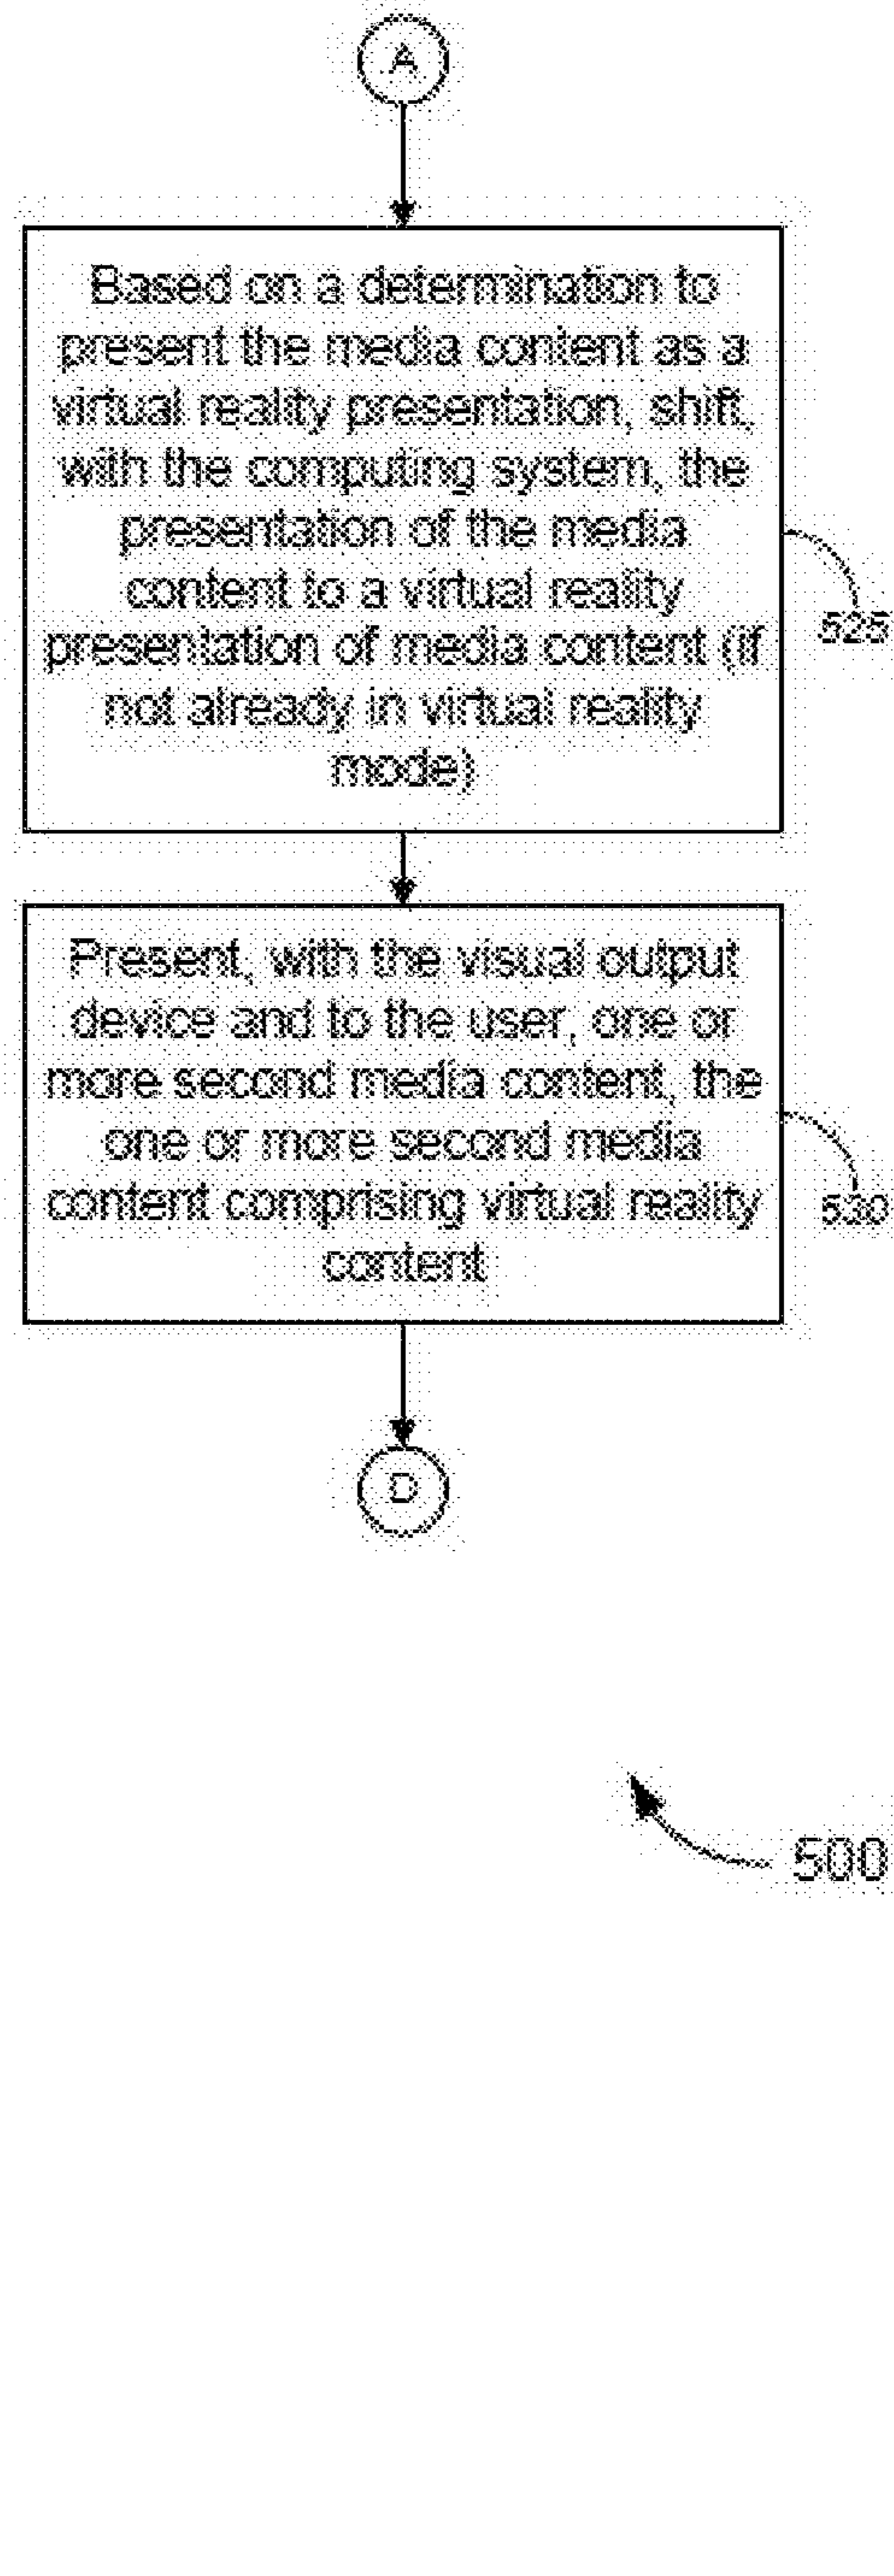 A
Based on a determination to
present the media content as a
virtual reality presentation, shift,
with the computing system, the
presentation of the media
content to a virtual reality
presentation of media content (if
not already in virtual reality
mode)
525
Present, with the visual output
device and to the user, one or
more second media content, the
one or more second media
content comprising virtual reality
content
530
D
500